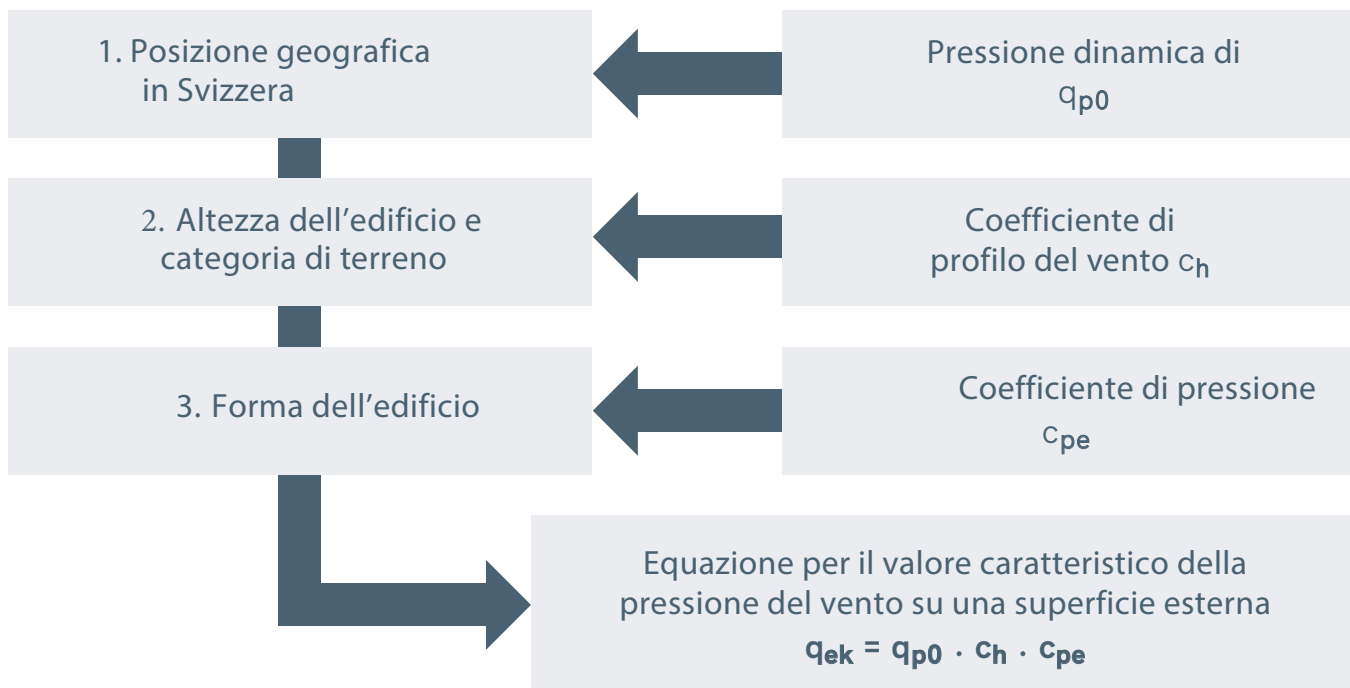 1. Posizione geografica
in Svizzera
Pressione dinamica di
qp0
2. Altezza dell’edificio e
categoria di terreno
Coefficiente di
profilo del vento ch
3. Forma dell’edificio
Coefficiente di pressione
cpe
Equazione per il valore caratteristico della
pressione del vento su una superficie esterna
qek = qp0 · ch · cpe